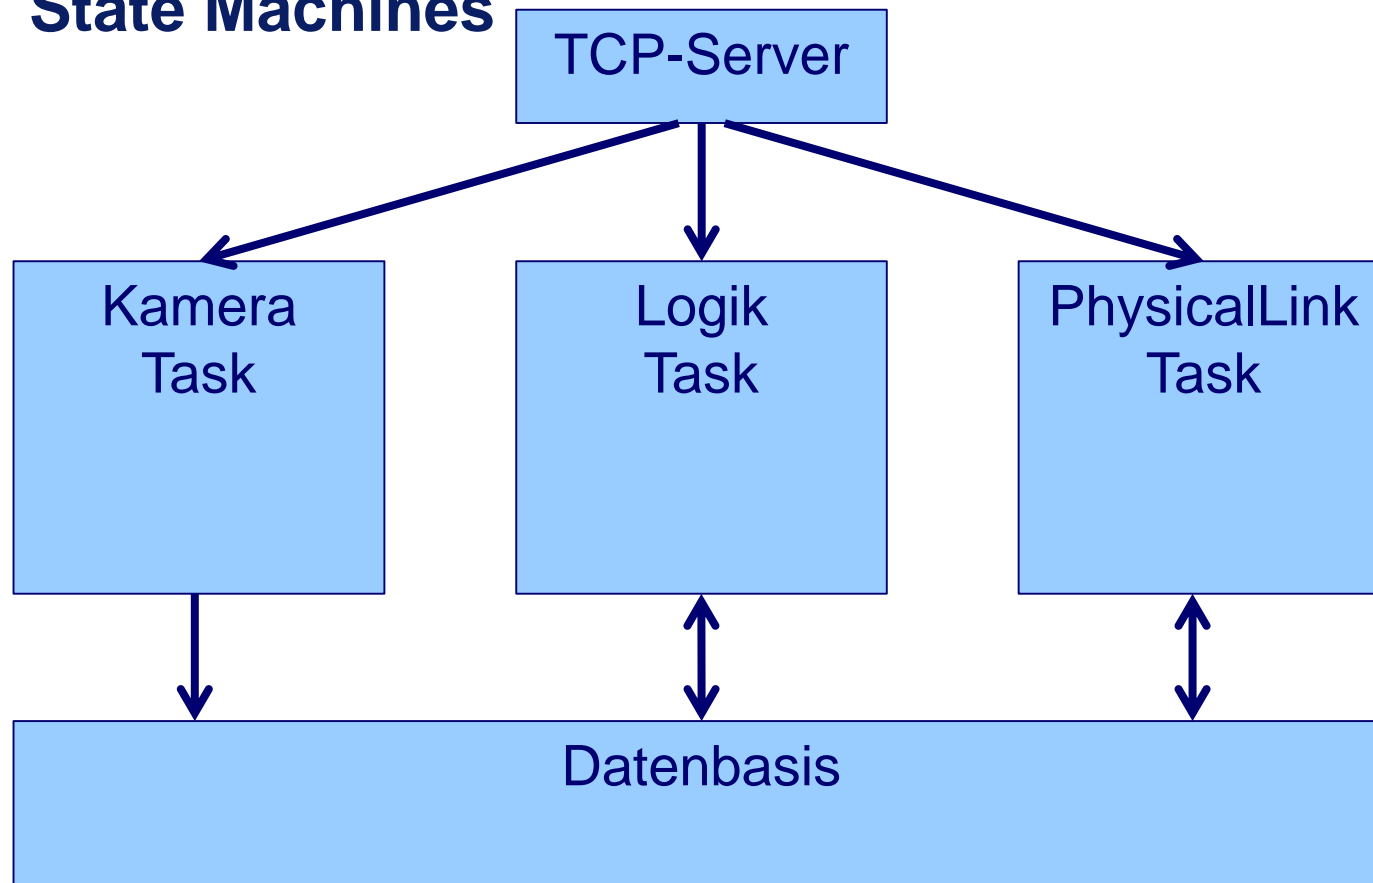 State Machines
TCP-Server
Kamera
Task
Logik
Task
PhysicalLink
Task
Datenbasis